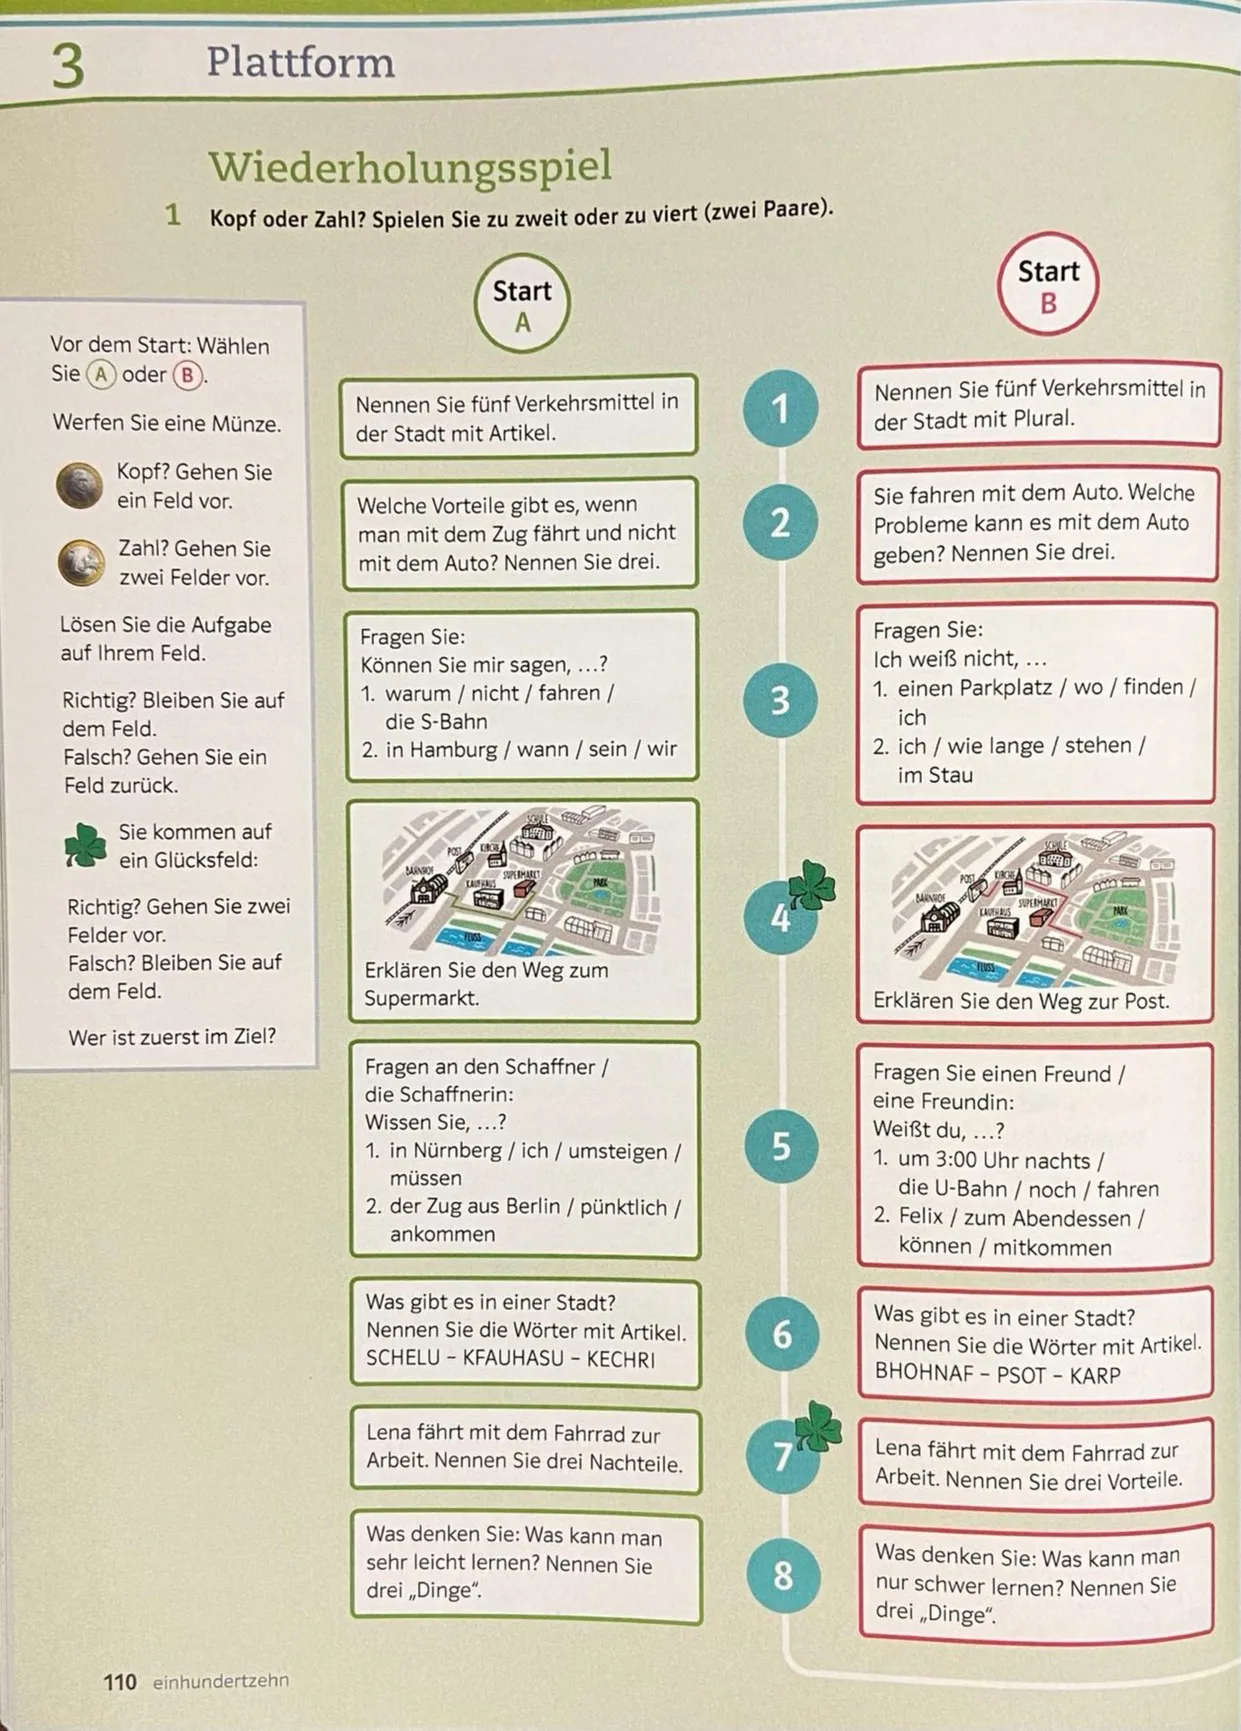 3 Plattform
Wiederholungsspiel
1 Kopf oder Zahl? Spielen Sie zu zweit oder zu viert (zwei Paare).
Vor dem Start: Wählen
Sie A oder B.
Werfen Sie eine Münze.
Kopf? Gehen Sie
ein Feld vor.
Zahl? Gehen Sie
zwei Felder vor.
Lösen Sie die Aufgabe
auf Ihrem Feld.
Richtig? Bleiben Sie auf
dem Feld.
Falsch? Gehen Sie ein
Feld zurück.
Sie kommen auf
ein Glücksfeld:
Richtig? Gehen Sie zwei
Felder vor.
Falsch? Bleiben Sie auf
dem Feld.
Wer ist zuerst im Ziel?
Start
A
Start
B
Nennen Sie fünf Verkehrsmittel in
der Stadt mit Artikel.
1
Nennen Sie fünf Verkehrsmittel in
der Stadt mit Plural.
Welche Vorteile gibt es, wenn
man mit dem Zug fährt und nicht
mit dem Auto? Nennen Sie drei.
2
Sie fahren mit dem Auto. Welche
Probleme kann es mit dem Auto
geben? Nennen Sie drei.
Fragen Sie:
Können Sie mir sagen, …?
1. warum / nicht / fahren /
die S-Bahn
2. in Hamburg / wann / sein / wir
3
Fragen Sie:
Ich weiß nicht, …
1. einen Parkplatz / wo / finden /
ich
2. ich / wie lange / stehen /
im Stau
SCHULE
POST
KIRCHE
BAHNHOF
SUPERMARKT
KAUFHAUS
PARK
FLUSS
Erklären Sie den Weg zum
Supermarkt.
4
SCHULE
POST
KIRCHE
BAHNHOF
SUPERMARKT
KAUFHAUS
PARK
FLUSS
Erklären Sie den Weg zur Post.
Fragen an den Schaffner /
die Schaffnerin:
Wissen Sie, …?
1. in Nürnberg / ich / umsteigen /
müssen
2. der Zug aus Berlin / pünktlich /
ankommen
5
Fragen Sie einen Freund /
eine Freundin:
Weißt du, …?
1. um 3:00 Uhr nachts /
die U-Bahn / noch / fahren
2. Felix / zum Abendessen /
können / mitkommen
Was gibt es in einer Stadt?
Nennen Sie die Wörter mit Artikel.
SCHELU – KFAUHASU – KECHRI
6
Was gibt es in einer Stadt?
Nennen Sie die Wörter mit Artikel.
BHOHNAF – PSOT – KARP
Lena fährt mit dem Fahrrad zur
Arbeit. Nennen Sie drei Nachteile.
7
Lena fährt mit dem Fahrrad zur
Arbeit. Nennen Sie drei Vorteile.
Was denken Sie: Was kann man
sehr leicht lernen? Nennen Sie
drei „Dinge“.
8
Was denken Sie: Was kann man
nur schwer lernen? Nennen Sie
drei „Dinge“.
110 einhundertzehn